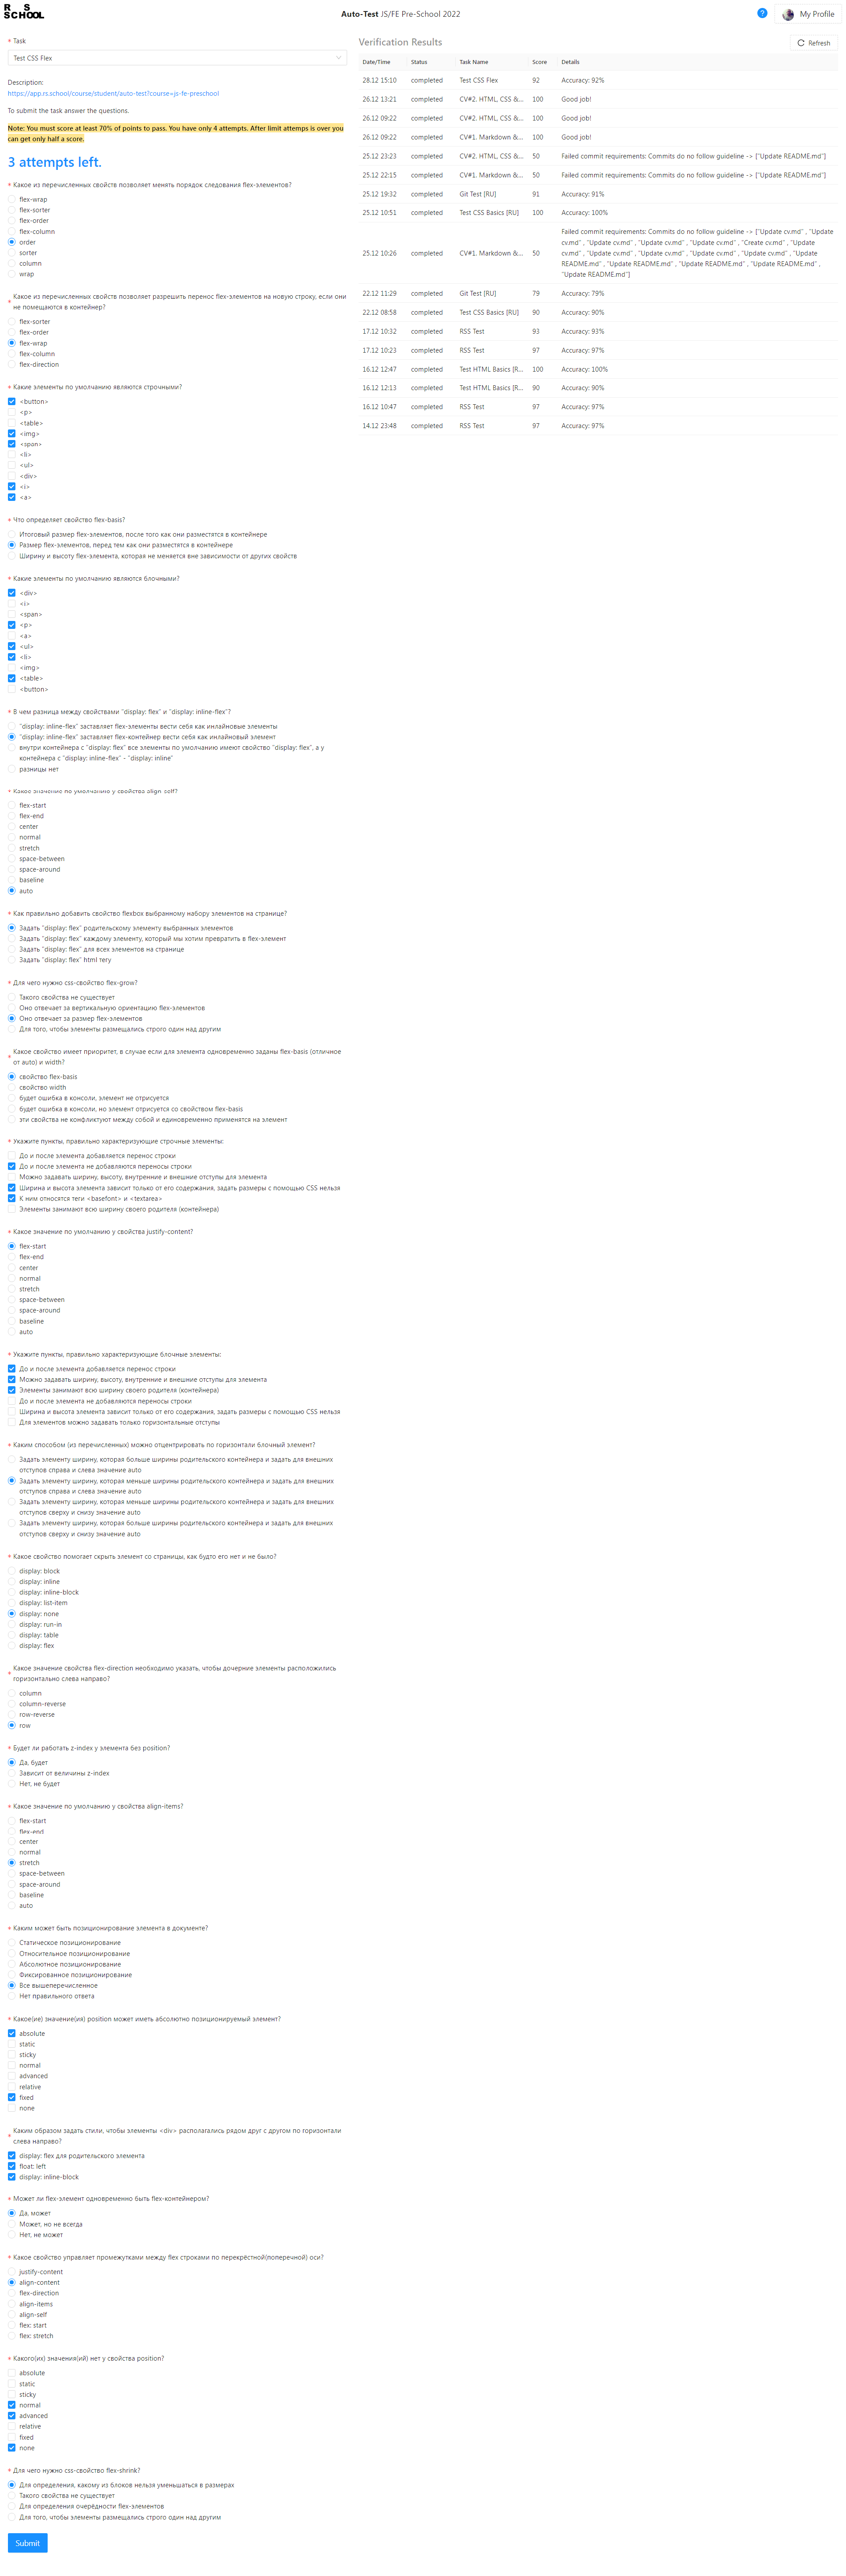 RS
SCHOOL
Auto-Test JS/FE Pre-School 2022
My Profile
* Task
Test CSS Flex
Description:
https://app.rs.school/course/student/auto-test?course=js-fe-preschool
To submit the task answer the questions.
Note: You must score at least 70% of points to pass. You have only 4 attempts. After limit attemps is over you
can get only half a score.
3 attempts left.
* Какое из перечисленных свойств позволяет менять порядок следования flex-элементов?
flex-wrap
flex-sorter
flex-order
flex-column
order
sorter
column
wrap
* Какое из перечисленных свойств позволяет разрешить перенос flex-элементов на новую строку, если они
не помещаются в контейнер?
flex-sorter
flex-order
flex-wrap
flex-column
flex-direction
* Какие элементы по умолчанию являются строчными?
<button>
<p>
<table>
<img>
<span>
<li>
<ul>
<div>
<i>
<a>
* Что определяет свойство flex-basis?
Итоговый размер flex-элементов, после того как они разместятся в контейнере
Размер flex-элементов, перед тем как они разместятся в контейнере
Ширину и высоту flex-элемента, которая не меняется вне зависимости от других свойств
* Какие элементы по умолчанию являются блочными?
<div>
<i>
<span>
<p>
<a>
<ul>
<li>
<img>
<table>
<button>
* В чем разница между свойствами "display: flex" и "display: inline-flex"?
"display: inline-flex" заставляет flex-элементы вести себя как инлайновые элементы
"display: inline-flex" заставляет flex-контейнер вести себя как инлайновый элемент
внутри контейнера с "display: flex" все элементы по умолчанию имеют свойство "display: flex", а у
контейнера с "display: inline-flex" - "display: inline"
разницы нет
* Какое значение по умолчанию у свойства align-self?
flex-start
flex-end
center
normal
stretch
space-between
space-around
baseline
auto
* Как правильно добавить свойство flexbox выбранному набору элементов на странице?
Задать "display: flex" родительскому элементу выбранных элементов
Задать "display: flex" каждому элементу, который мы хотим превратить в flex-элемент
Задать "display: flex" для всех элементов на странице
Задать "display: flex" html тегу
* Для чего нужно css-свойство flex-grow?
Такого свойства не существует
Оно отвечает за вертикальную ориентацию flex-элементов
Оно отвечает за размер flex-элементов
Для того, чтобы элементы размещались строго один над другим
* Какое свойство имеет приоритет, в случае если для элемента одновременно заданы flex-basis (отличное
от auto) и width?
свойство flex-basis
свойство width
будет ошибка в консоли, элемент не отрисуется
будет ошибка в консоли, но элемент отрисуется со свойством flex-basis
эти свойства не конфликтуют между собой и единовременно применятся на элемент
* Укажите пункты, правильно характеризующие строчные элементы:
До и после элемента добавляется перенос строки
До и после элемента не добавляются переносы строки
Можно задавать ширину, высоту, внутренние и внешние отступы для элемента
Ширина и высота элемента зависит только от его содержания, задать размеры с помощью CSS нельзя
К ним относятся теги <basefont> и <textarea>
Элементы занимают всю ширину своего родителя (контейнера)
* Какое значение по умолчанию у свойства justify-content?
flex-start
flex-end
center
normal
stretch
space-between
space-around
baseline
auto
* Укажите пункты, правильно характеризующие блочные элементы:
До и после элемента добавляется перенос строки
Можно задавать ширину, высоту, внутренние и внешние отступы для элемента
Элементы занимают всю ширину своего родителя (контейнера)
До и после элемента не добавляются переносы строки
Ширина и высота элемента зависит только от его содержания, задать размеры с помощью CSS нельзя
Для элементов можно задавать только горизонтальные отступы
* Каким способом (из перечисленных) можно отцентрировать по горизонтали блочный элемент?
Задать элементу ширину, которая больше ширины родительского контейнера и задать для внешних
отступов справа и слева значение auto
Задать элементу ширину, которая меньше ширины родительского контейнера и задать для внешних
отступов справа и слева значение auto
Задать элементу ширину, которая меньше ширины родительского контейнера и задать для внешних
отступов сверху и снизу значение auto
Задать элементу ширину, которая больше ширины родительского контейнера и задать для внешних
отступов сверху и снизу значение auto
* Какое свойство помогает скрыть элемент со страницы, как будто его нет и не было?
display: block
display: inline
display: inline-block
display: list-item
display: none
display: run-in
display: table
display: flex
* Какое значение свойства flex-direction необходимо указать, чтобы дочерние элементы расположились
горизонтально слева направо?
column
column-reverse
row-reverse
row
* Будет ли работать z-index у элемента без position?
Да, будет
Зависит от величины z-index
Нет, не будет
* Какое значение по умолчанию у свойства align-items?
flex-start
flex-end
center
normal
stretch
space-between
space-around
baseline
auto
* Каким может быть позиционирование элемента в документе?
Статическое позиционирование
Относительное позиционирование
Абсолютное позиционирование
Фиксированное позиционирование
Все вышеперечисленное
Нет правильного ответа
* Какое(ие) значение(ия) position может иметь абсолютно позиционируемый элемент?
absolute
static
sticky
normal
advanced
relative
fixed
none
* Каким образом задать стили, чтобы элементы <div> располагались рядом друг с другом по горизонтали
слева направо?
display: flex для родительского элемента
float: left
display: inline-block
* Может ли flex-элемент одновременно быть flex-контейнером?
Да, может
Может, но не всегда
Нет, не может
* Какое свойство управляет промежутками между flex строками по перекрёстной(поперечной) оси?
justify-content
align-content
flex-direction
align-items
align-self
flex: start
flex: stretch
* Какого(их) значения(ий) нет у свойства position?
absolute
static
sticky
normal
advanced
relative
fixed
none
* Для чего нужно css-свойство flex-shrink?
Для определения, какому из блоков нельзя уменьшаться в размерах
Такого свойства не существует
Для определения очерёдности flex-элементов
Для того, чтобы элементы размещались строго один над другим
Submit
Verification Results
Refresh
Date/Time Status Task Name Score Details
28.12 15:10 completed Test CSS Flex 92 Accuracy: 92%
26.12 13:21 completed CV#2. HTML, CSS &... 100 Good job!
26.12 09:22 completed CV#2. HTML, CSS &... 100 Good job!
26.12 09:22 completed CV#1. Markdown &... 100 Good job!
25.12 23:23 completed CV#2. HTML, CSS &... 50 Failed commit requirements: Commits do no follow guideline -> ["Update README.md"]
25.12 22:15 completed CV#1. Markdown &... 50 Failed commit requirements: Commits do no follow guideline -> ["Update README.md"]
25.12 19:32 completed Git Test [RU] 91 Accuracy: 91%
25.12 10:51 completed Test CSS Basics [RU] 100 Accuracy: 100%
Failed commit requirements: Commits do no follow guideline -> ["Update cv.md" , "Update
cv.md" , "Update cv.md" , "Update cv.md" , "Update cv.md" , "Create cv.md" , "Update
25.12 10:26 completed CV#1. Markdown &... 50 cv.md" , "Update cv.md" , "Update cv.md" , "Update cv.md" , "Update cv.md" , "Update
README.md" , "Update README.md" , "Update README.md" , "Update README.md" ,
"Update README.md"]
22.12 11:29 completed Git Test [RU] 79 Accuracy: 79%
22.12 08:58 completed Test CSS Basics [RU] 90 Accuracy: 90%
17.12 10:32 completed RSS Test 93 Accuracy: 93%
17.12 10:23 completed RSS Test 97 Accuracy: 97%
16.12 12:47 completed Test HTML Basics [R... 100 Accuracy: 100%
16.12 12:13 completed Test HTML Basics [R... 90 Accuracy: 90%
16.12 10:47 completed RSS Test 97 Accuracy: 97%
14.12 23:48 completed RSS Test 97 Accuracy: 97%